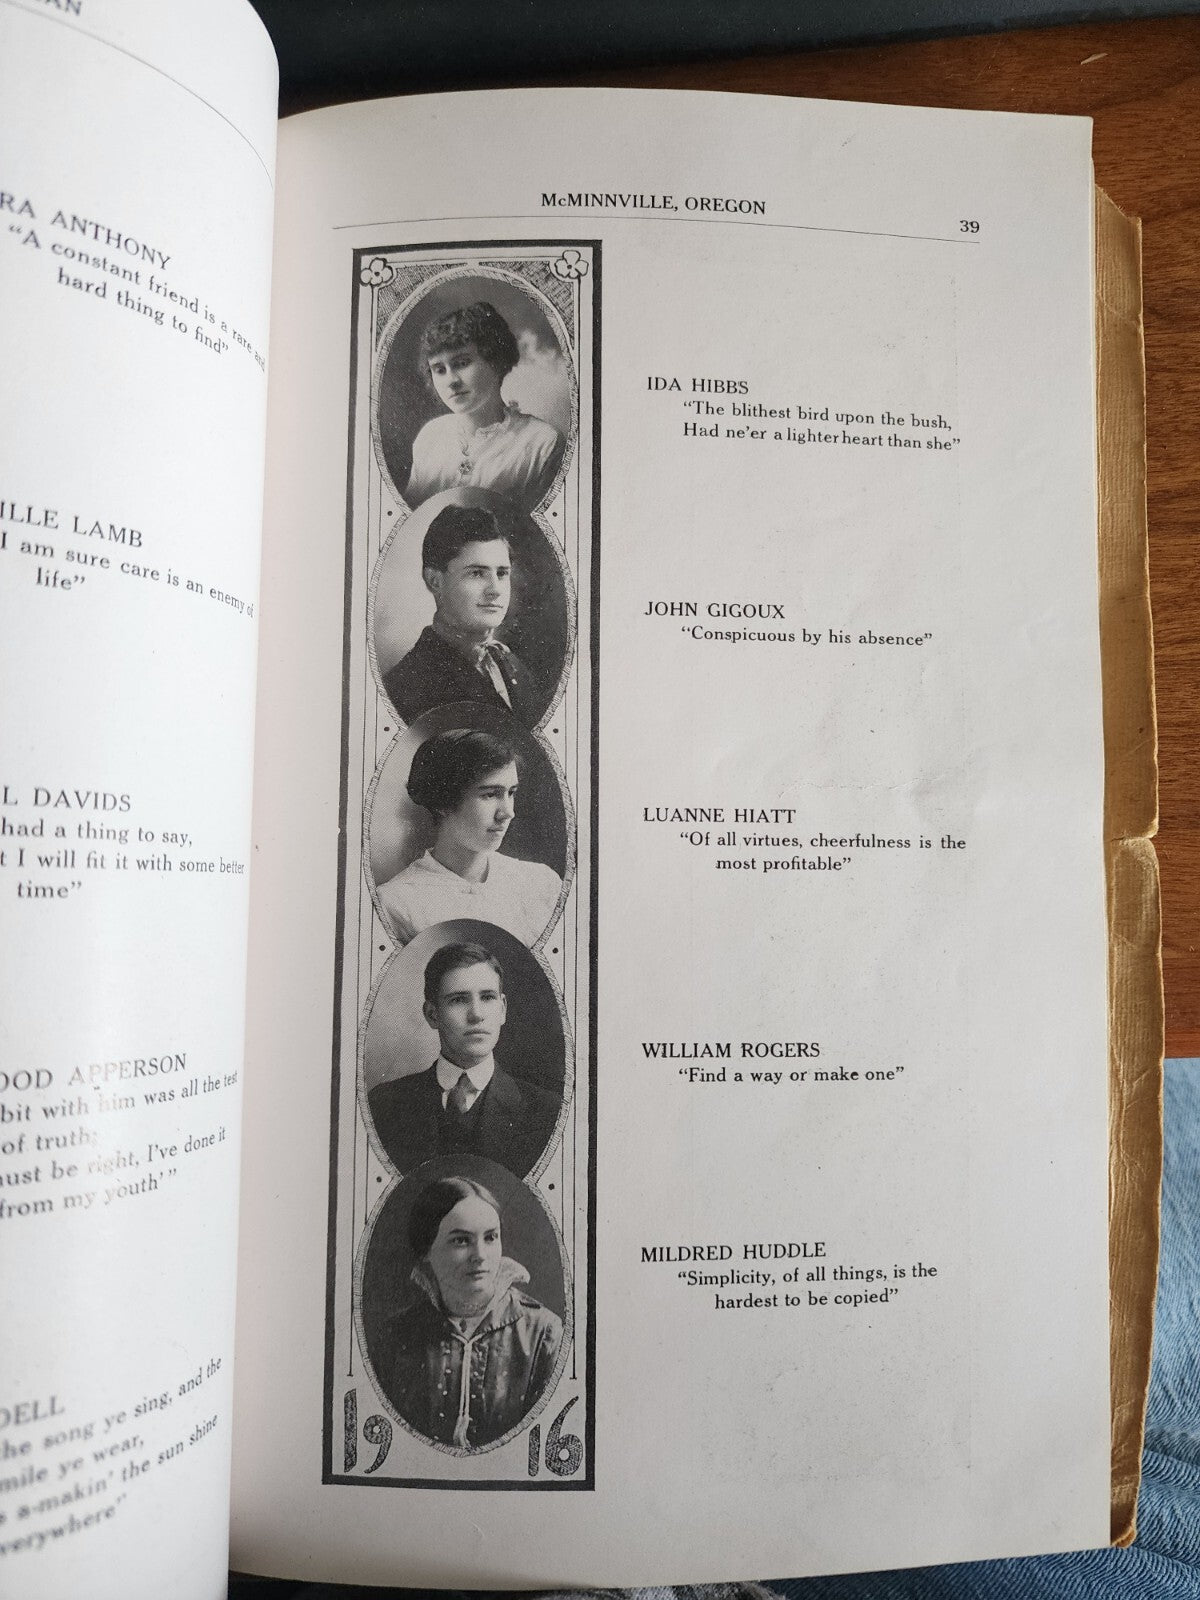 RA ANTHONY
"A constant friend is a rare and
hard thing to find"
ILLE LAMB
I am sure care is an enemy of
life"
L DAVIDS
had a thing to say,
t I will fit it with some better
time"
OOD APPERSON
bit with him was all the test
of truth;
must be right, I've done it
from my youth'"
DELL
the song ye sing, and the
smile ye wear,
a-makin' the sun shine
everywhere"
McMINNVILLE, OREGON
39
IDA HIBBS
"The blithest bird upon the bush,
Had ne'er a lighter heart than she"
JOHN GIGOUX
"Conspicuous by his absence"
LUANNE HIATT
"Of all virtues, cheerfulness is the
most profitable"
WILLIAM ROGERS
"Find a way or make one"
MILDRED HUDDLE
"Simplicity, of all things, is the
hardest to be copied"
19 16